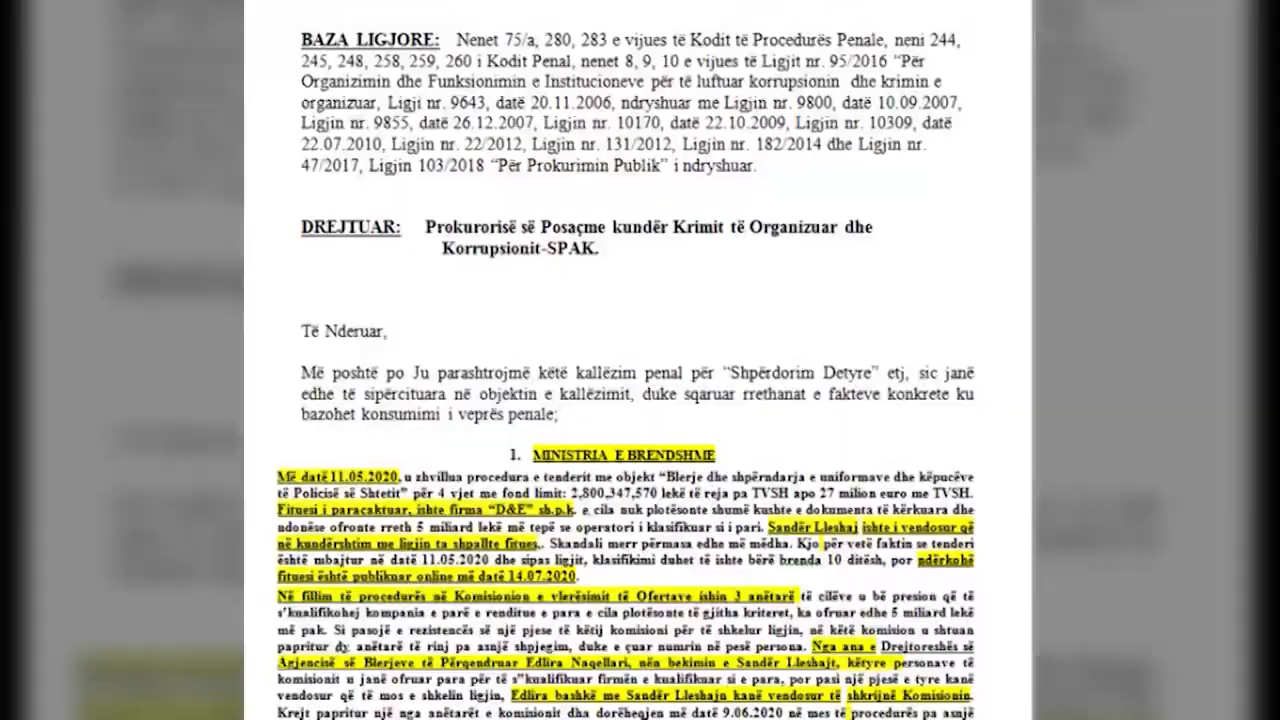 BAZA LIGJORE: Nenet 75/a, 280, 283 e vijues të Kodit të Procedurës Penale, neni 244,
245, 248, 258, 259, 260 i Kodit Penal, nenet 8, 9, 10 e vijues të Ligjit nr. 95/2016 “Për
Organizimin dhe Funksionimin e Institucioneve për të luftuar korrupsionin dhe krimin e
organizuar, Ligji nr. 9643, datë 20.11.2006, ndryshuar me Ligjin nr. 9800, datë 10.09.2007,
Ligjin nr. 9855, datë 26.12.2007, Ligjin nr. 10170, datë 22.10.2009, Ligjin nr. 10309, datë
22.07.2010, Ligjin nr. 22/2012, Ligjin nr. 131/2012, Ligjin nr. 182/2014 dhe Ligjin nr.
47/2017, Ligjin 103/2018 “Për Prokurimin Publik” i ndryshuar.
DREJTUAR: Prokurorisë së Posaçme kundër Krimit të Organizuar dhe
Korrupsionit-SPAK.
Të Nderuar,
Më poshtë po Ju parashtrojmë këtë kallëzim penal për “Shpërdorim Detyre” etj, sic janë
edhe të sipërcituara në objektin e kallëzimit, duke sqaruar rrethanat e fakteve konkrete ku
bazohet konsumimi i veprës penale;
1. MINISTRIA E BRENDSHME
Më datë 11.05.2020, u zhvillua procedura e tenderit me objekt “Blerje dhe shpërndarja e uniformave dhe këpucëve
të Policisë së Shtetit” për 4 vjet me fond limit: 2,800,347,570 lekë të reja pa TVSH apo 27 milion euro me TVSH.
Fituesi i paracaktuar, ishte firma “D&E” sh.p.k. e cila nuk plotësonte shumë kushte e dokumenta të kërkuara dhe
ndonëse ofronte rreth 5 miliard lekë më tepë se operatori i klasifikuar si i pari. Sandër Lleshaj ishte i vendosur që
në kundërshtim me ligjin ta shpallte fitues,. Skandali merr përmasa edhe më mëdha. Kjo për vetë faktin se tenderi
është mbajtur në datë 11.05.2020 dhe sipas ligjit, klasifikimi duhet të ishte bërë brenda 10 ditësh, por ndërkohë
fituesi është publikuar online më datë 14.07.2020.
Në fillim të procedurës në Komisionin e vlerësimit të Ofertave ishin 3 anëtarë të cilëve u bë presion që të
s’kualifikohej kompania e parë e renditue e para e cila plotësonte të gjitha kriteret, ka ofruar edhe 5 miliard lekë
më pak. Si pasojë e rezistencës së një pjese të këtij komisioni për të shkelur ligjin, në këtë komision u shtuan
papritur dy anëtarë të rinj pa asnjë shpjegim, duke e çuar numrin në pesë persona. Nga ana e Drejtoreshës së
Agjencisë së Blerjeve të Përqendruar Edlira Naqellari, nën bekimin e Sandër Lleshajt, këtyre personave të
komisionit u janë ofruar para për të s”kualifikuar firmën e kualifikuar si e para, por pasi një pjesë e tyre kanë
vendosur që të mos e shkelin ligjin, Edlira bashkë me Sandër Lleshajn kanë vendosur të shkrijnë Komisionin.
Krejt papritur një nga anëtarët e komisionit dha dorëheqjen më datë 9.06.2020 në mes të procedurës pa asnjë